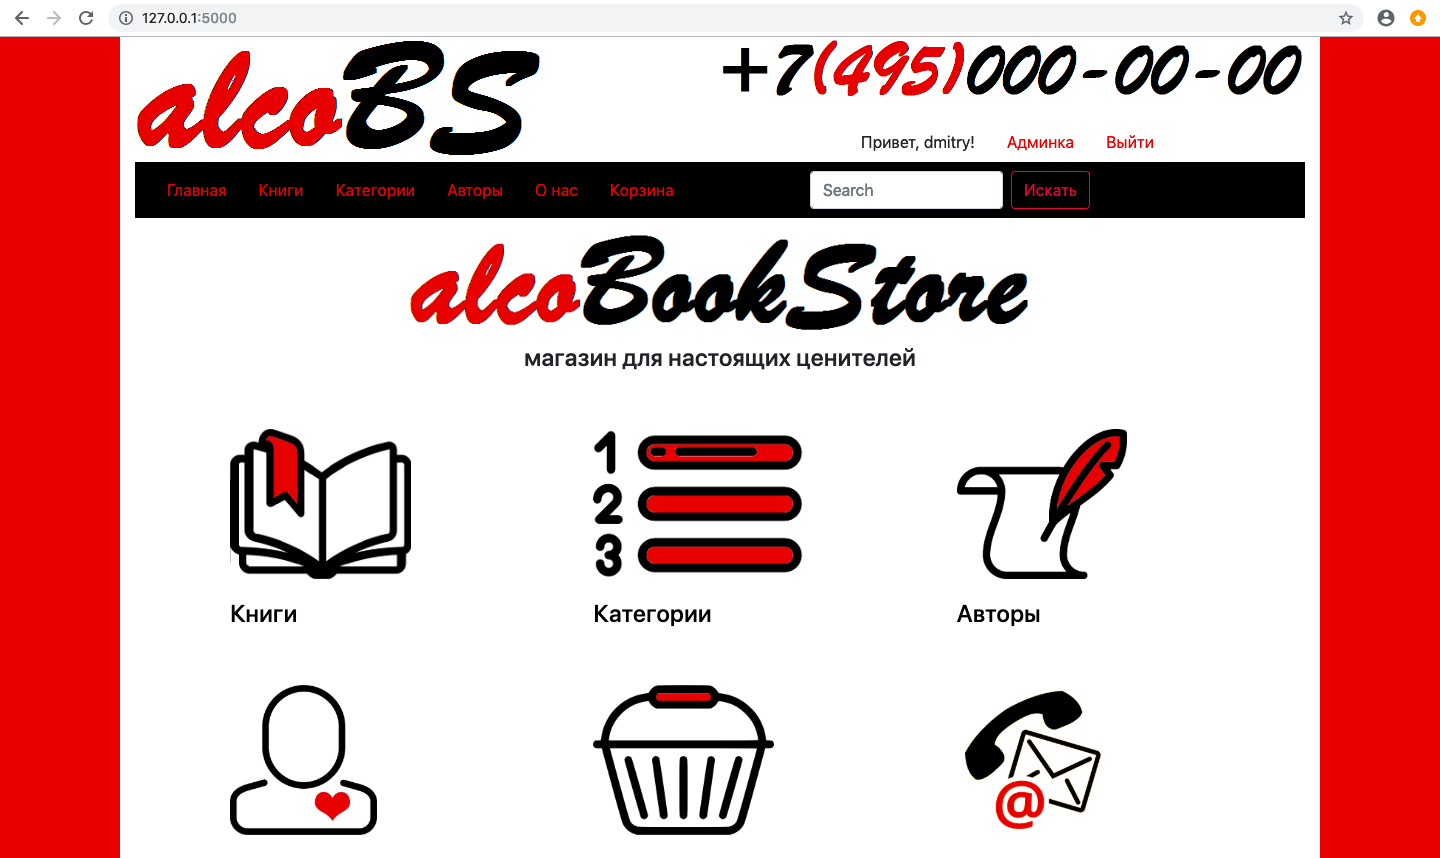 127.0.0.1:5000
alcoBS
+7(495)000-00-00
Привет, dmitry! Админка Выйти
Главная Книги Категории Авторы О нас Корзина Search Искать
alcoBookStore
магазин для настоящих ценителей
1
2
3
Книги Категории Авторы
@